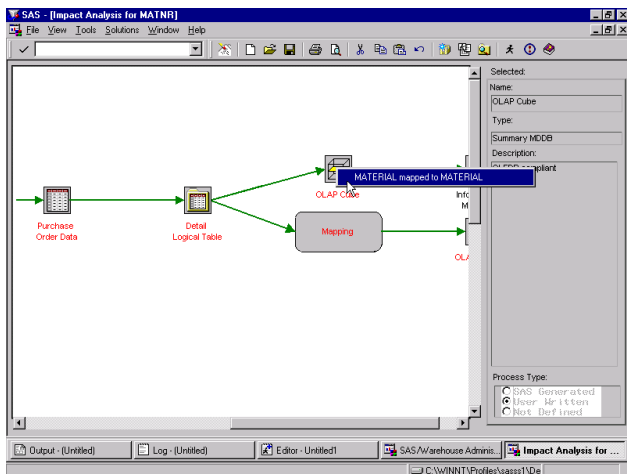 SAS - [Impact Analysis for MATNR]
File View Tools Solutions Window Help
Selected:
Name:
OLAP Cube
Type:
Summary MDDB
Description:
MATERIAL mapped to MATERIAL
OLAP Cube
Purchase
Order Data
Detail
Logical Table
Mapping
Process Type:
SAS Generated
User Written
Not Defined
Output - (Untitled)
Log - (Untitled)
Editor - Untitled1
SAS/Warehouse Adminis...
Impact Analysis for ...
C:\WINNT\Profiles\sasss1\De